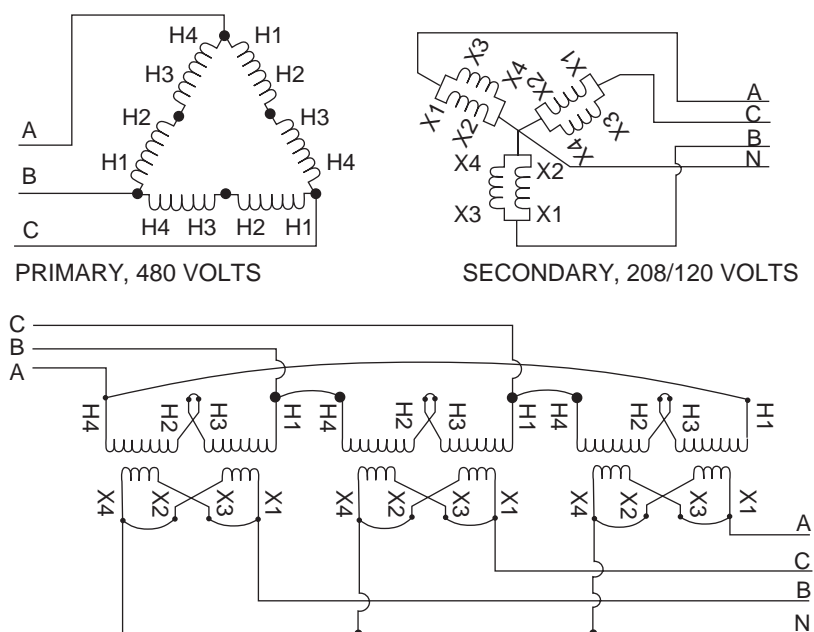 H4 H1
H3 H2
A
H2 H3
H1 H4
B
H4 H3 H2 H1
C
PRIMARY, 480 VOLTS
X3 X4 X2 X1
X1 X2 X4 X3
A
C
B
N
X4 X2
X3 X1
SECONDARY, 208/120 VOLTS
C
B
A
H4 H2 H3 H1 H4 H2 H3 H1 H4 H2 H3 H1
X4 X2 X3 X1 X4 X2 X3 X1 X4 X2 X3 X1
A
C
B
N